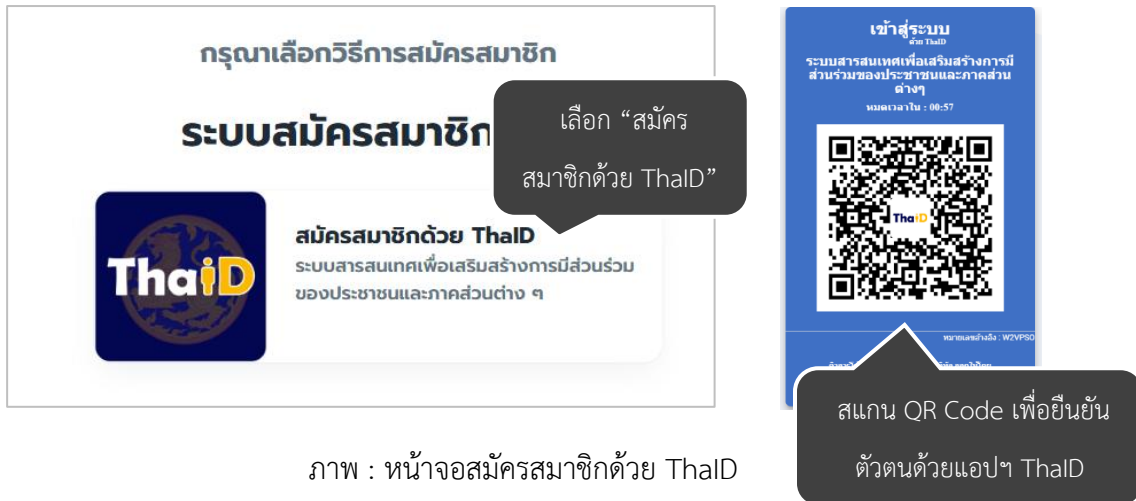 กรุณาเลือกวิธีการสมัครสมาชิก
ระบบสมัครสมาชิก
ThaiD
สมัครสมาชิกด้วย ThaID
ระบบสารสนเทศเพื่อเสริมสร้างการมีส่วนร่วม
ของประชาชนและภาคส่วนต่าง ๆ
เลือก “สมัคร
สมาชิกด้วย ThaID”
เข้าสู่ระบบ
ด้วย ThaID
ระบบสารสนเทศเพื่อเสริมสร้างการมี
ส่วนร่วมของประชาชนและภาคส่วน
ต่างๆ
หมดเวลาใน : 00:57
ThaiD
หมายเลขอ้างอิง : W2VPSO
สแกน QR Code เพื่อยืนยัน
ตัวตนด้วยแอปฯ ThaID
ภาพ : หน้าจอสมัครสมาชิกด้วย ThaID